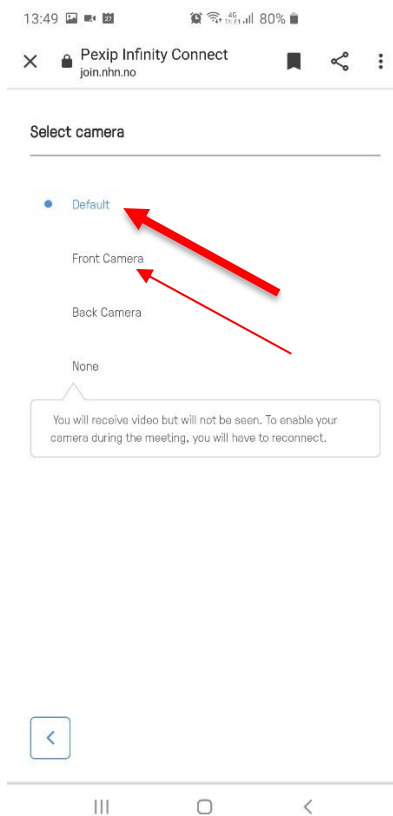 13:49 27 4G 80%
Pexip Infinity Connect
join.nhn.no
Select camera
Default
Front Camera
Back Camera
None
You will receive video but will not be seen. To enable your
camera during the meeting, you will have to reconnect.